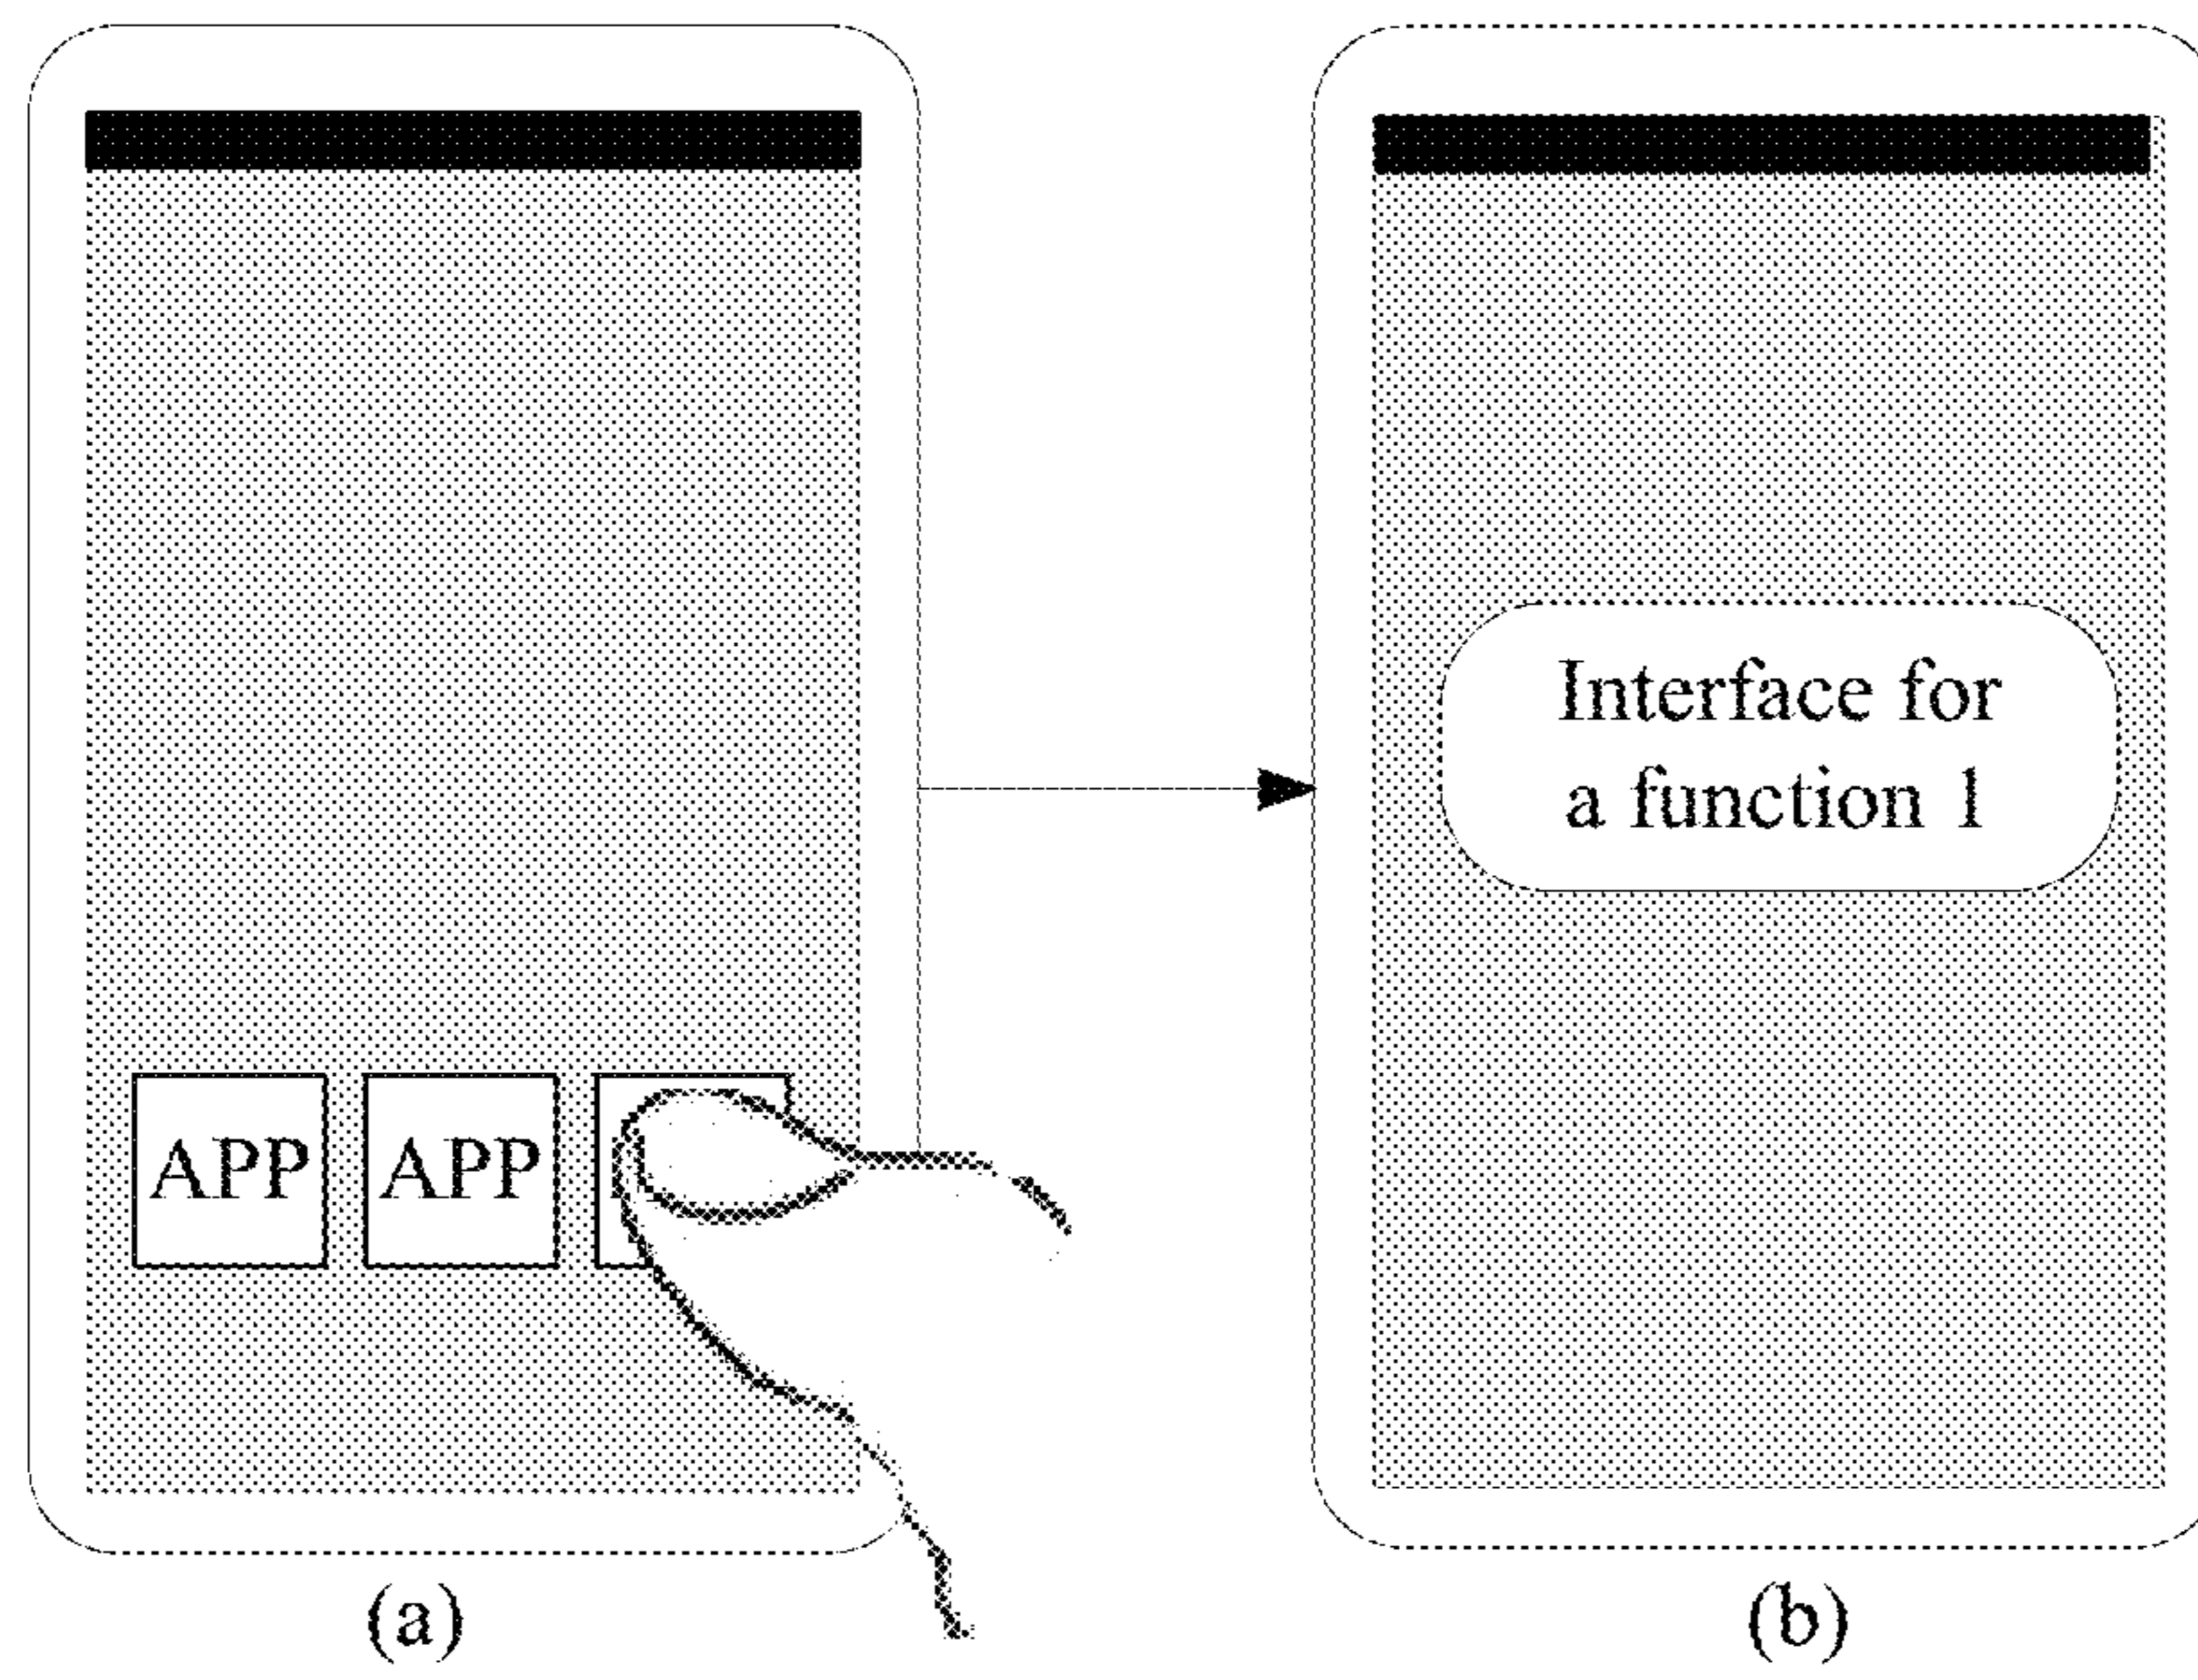 APP APP
Interface for
a function 1
(a)
(b)